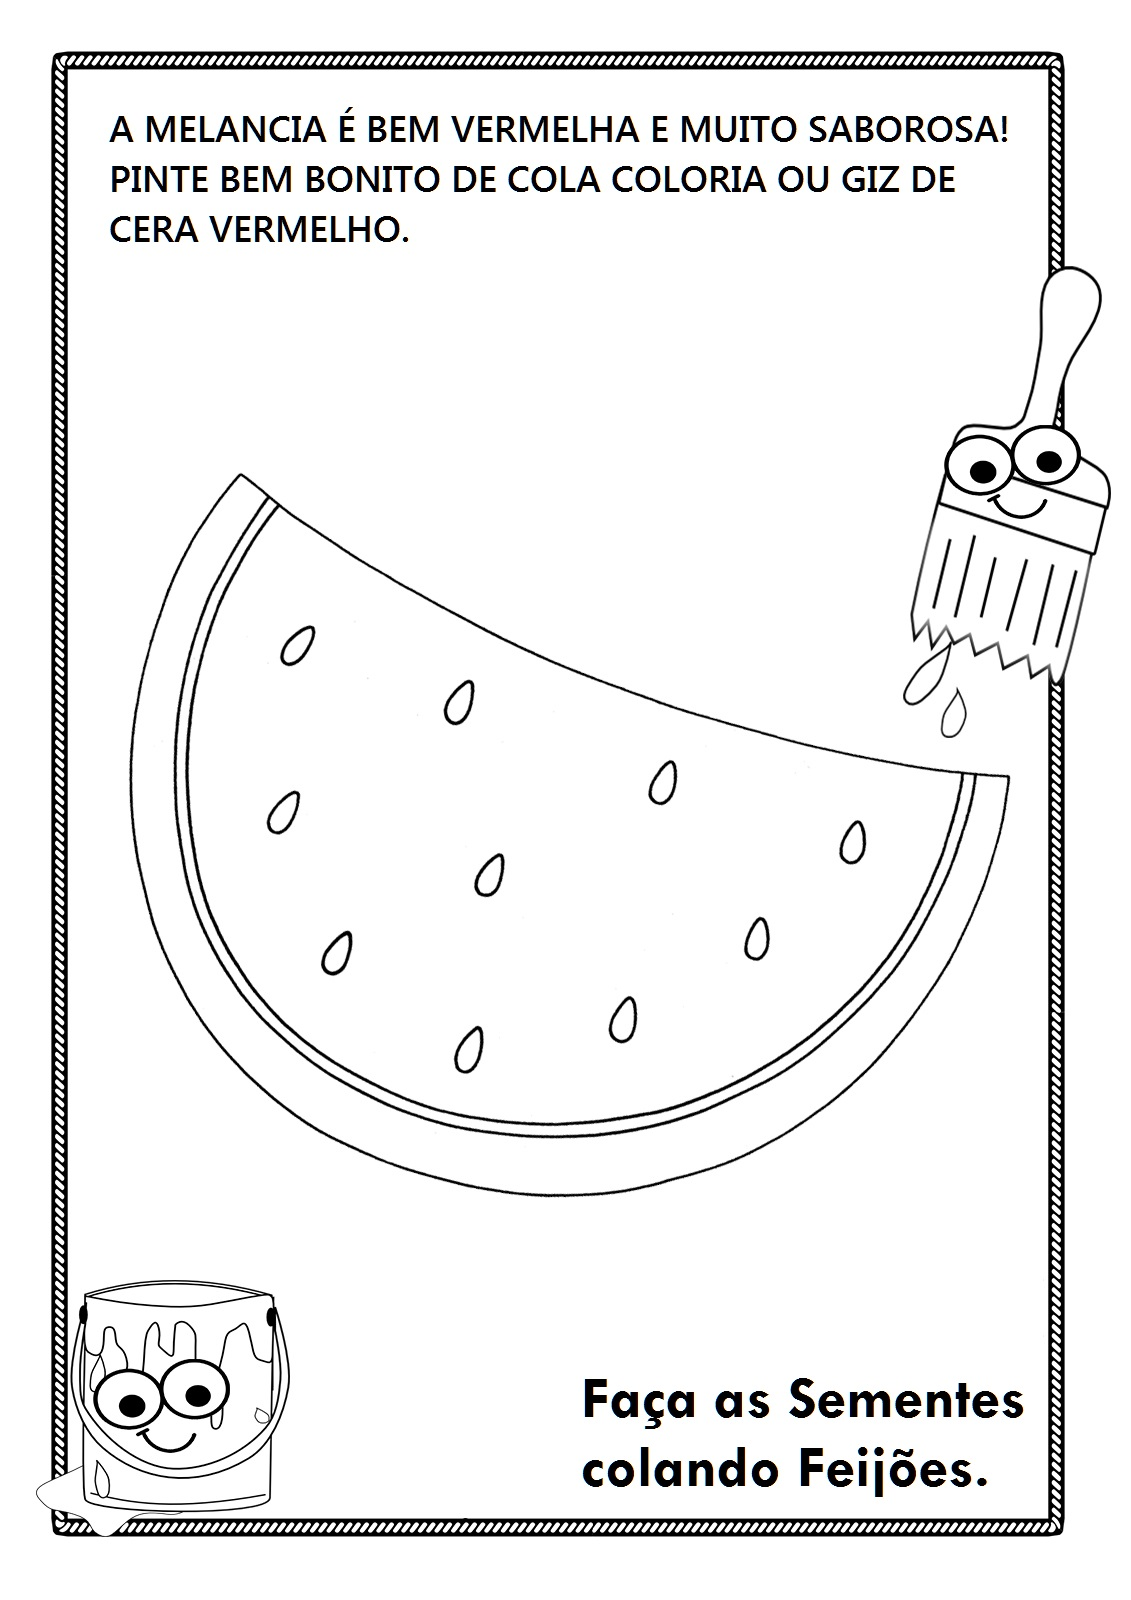 A MELANCIA É BEM VERMELHA E MUITO SABOROSA!
PINTE BEM BONITO DE COLA COLORIA OU GIZ DE
CERA VERMELHO.
Faça as Sementes
colando Feijões.